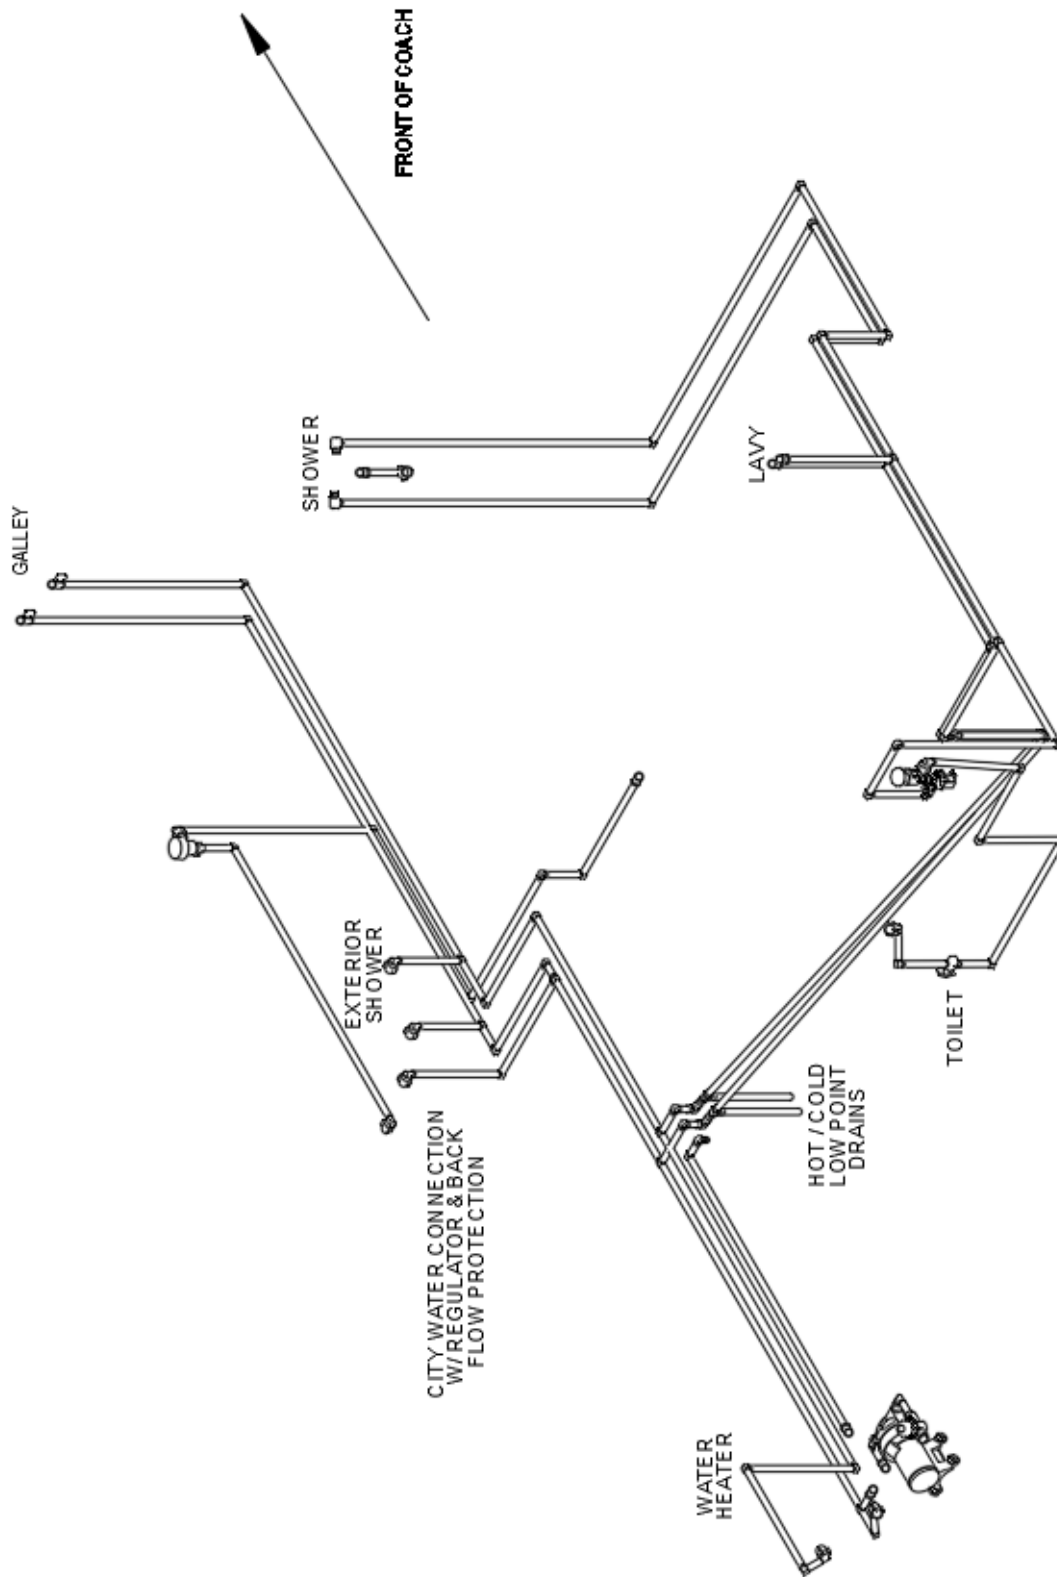 FRONT OF COACH
GALLEY
SHOWER
LAVY
EXTERIOR
SHOWER
CITY WATER CONNECTION
W/ REGULATOR & BACK
FLOW PROTECTION
TOILET
HOT / COLD
LOW POINT
DRAINS
WATER
HEATER